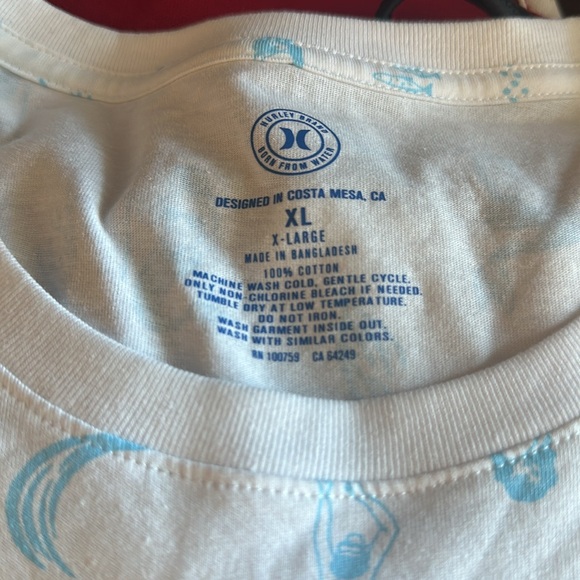 HURLEY BRAND
BORN FROM WATER
DESIGNED IN COSTA MESA, CA
XL
X-LARGE
MADE IN BANGLADESH
100% COTTON
MACHINE WASH COLD, GENTLE CYCLE.
ONLY NON-CHLORINE BLEACH IF NEEDED.
TUMBLE DRY AT LOW TEMPERATURE.
DO NOT IRON.
WASH GARMENT INSIDE OUT.
WASH WITH SIMILAR COLORS.
RN 100759 CA 64249